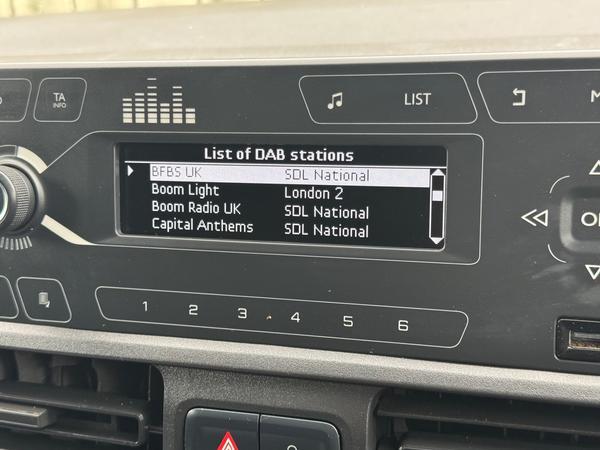 TA
INFO
LIST
List of DAB stations
BFBS UK SDL National
Boom Light London 2
Boom Radio UK SDL National
Capital Anthems SDL National
1 2 3 4 5 6